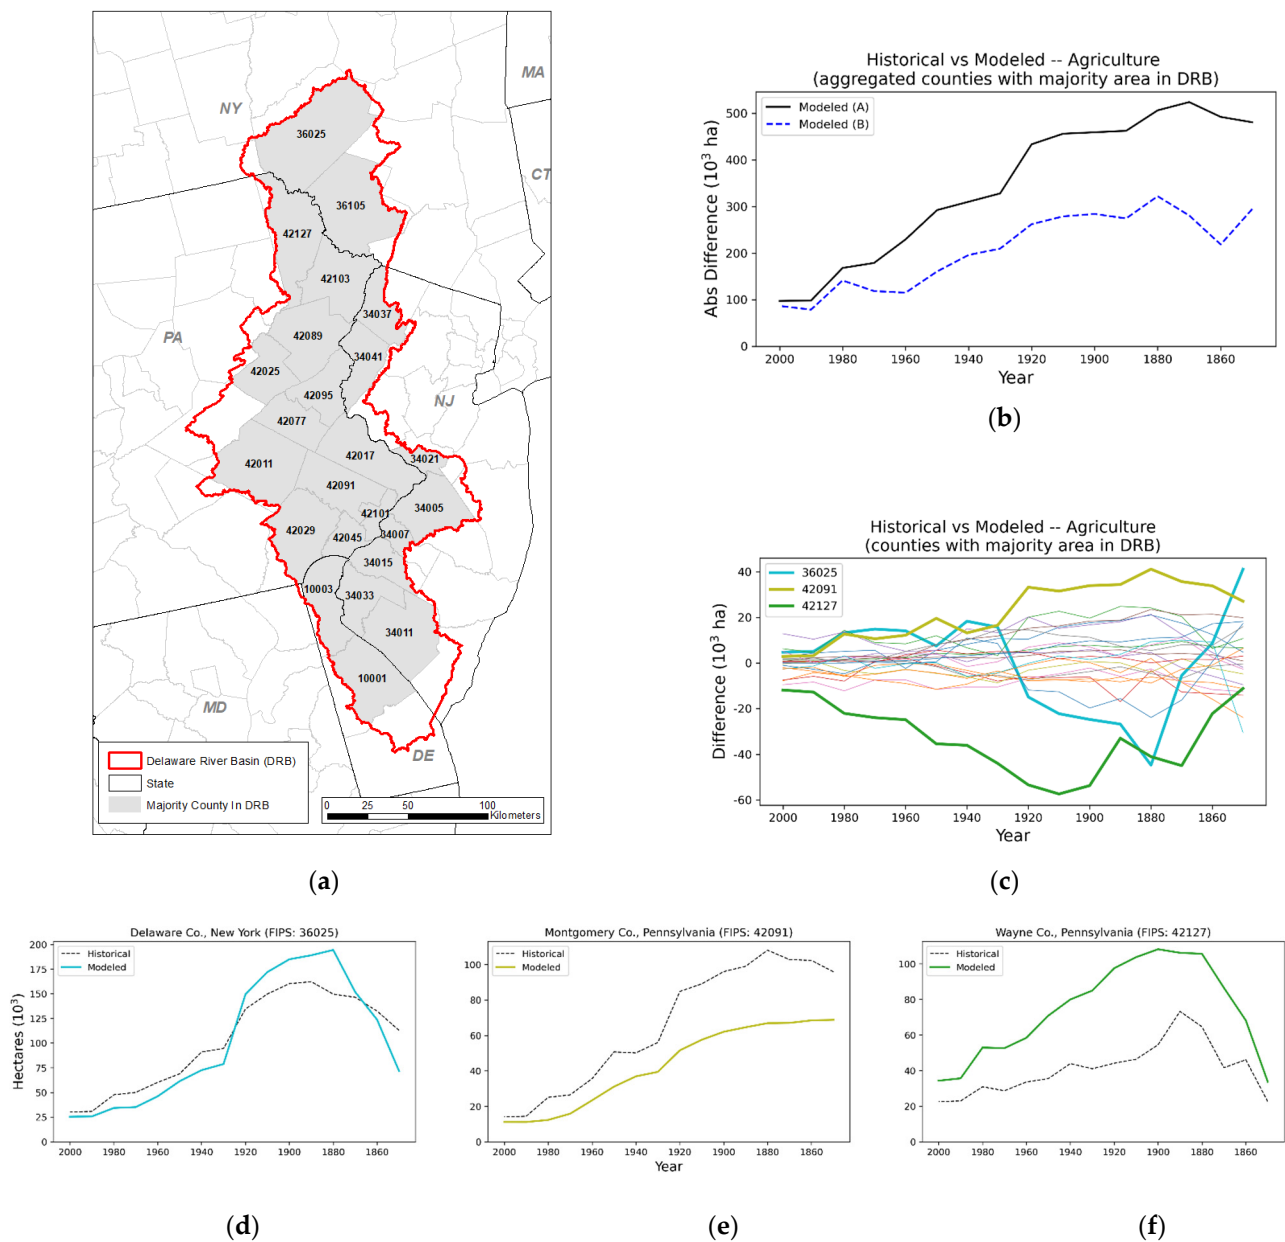 MA
NY
36025
CT
36105
42127
42103
34037
PA
42089
34041
42025
42095
NJ
42077
42017
34021
42011
42091
42101
34005
42029
42045
34007
34015
10003
34033
34011
10001
MD
DE
Delaware River Basin (DRB)
State
Majority County In DRB
0 25 50 100
Kilometers
(a)
Historical vs Modeled -- Agriculture
(aggregated counties with majority area in DRB)
Modeled (A)
Modeled (B)
Abs Difference (10³ ha)
500
400
300
200
100
0
2000 1980 1960 1940 1920 1900 1880 1860
Year
(b)
Historical vs Modeled -- Agriculture
(counties with majority area in DRB)
36025
42091
42127
Difference (10³ ha)
40
20
0
-20
-40
-60
2000 1980 1960 1940 1920 1900 1880 1860
Year
(c)
Delaware Co., New York (FIPS: 36025)
Historical
Modeled
Hectares (10³)
200
175
150
125
100
75
50
25
0
2000 1980 1960 1940 1920 1900 1880 1860
(d)
Montgomery Co., Pennsylvania (FIPS: 42091)
Historical
Modeled
100
80
60
40
20
0
2000 1980 1960 1940 1920 1900 1880 1860
Year
(e)
Wayne Co., Pennsylvania (FIPS: 42127)
Historical
Modeled
100
80
60
40
20
0
2000 1980 1960 1940 1920 1900 1880 1860
(f)